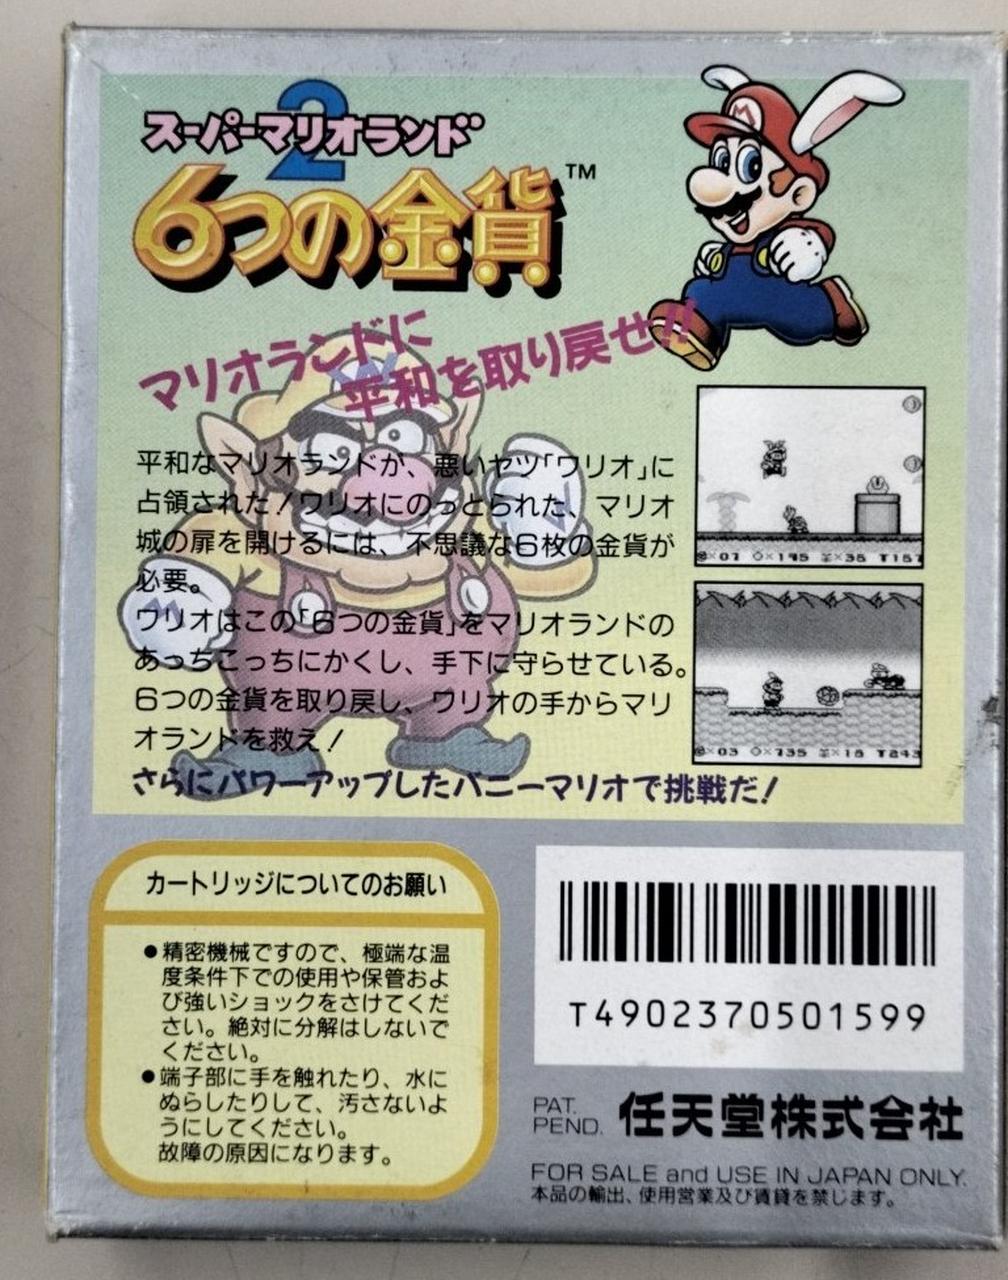 スーパーマリオランド2
6つの金貨™
マリオランドに
平和を取り戻せ!!
平和なマリオランドが、悪いヤツ「ワリオ」に
占領された!ワリオにのっとられた、マリオ
城の扉を開けるには、不思議な6枚の金貨が
必要。
ワリオはこの「6つの金貨」をマリオランドの
あっちこっちにかくし、手下に守らせている。
6つの金貨を取り戻し、ワリオの手からマリ
オランドを救え!
さらにパワーアップしたバニーマリオで挑戦だ!
カートリッジについてのお願い
●精密機械ですので、極端な温
度条件下での使用や保管およ
び強いショックをさけてくだ
さい。絶対に分解はしないで
ください。
●端子部に手を触れたり、水に
ぬらしたりして、汚さないよ
うにしてください。
故障の原因になります。
T4902370501599
PAT.
PEND.
任天堂株式会社
FOR SALE and USE IN JAPAN ONLY.
本品の輸出、使用営業及び賃貸を禁じます。